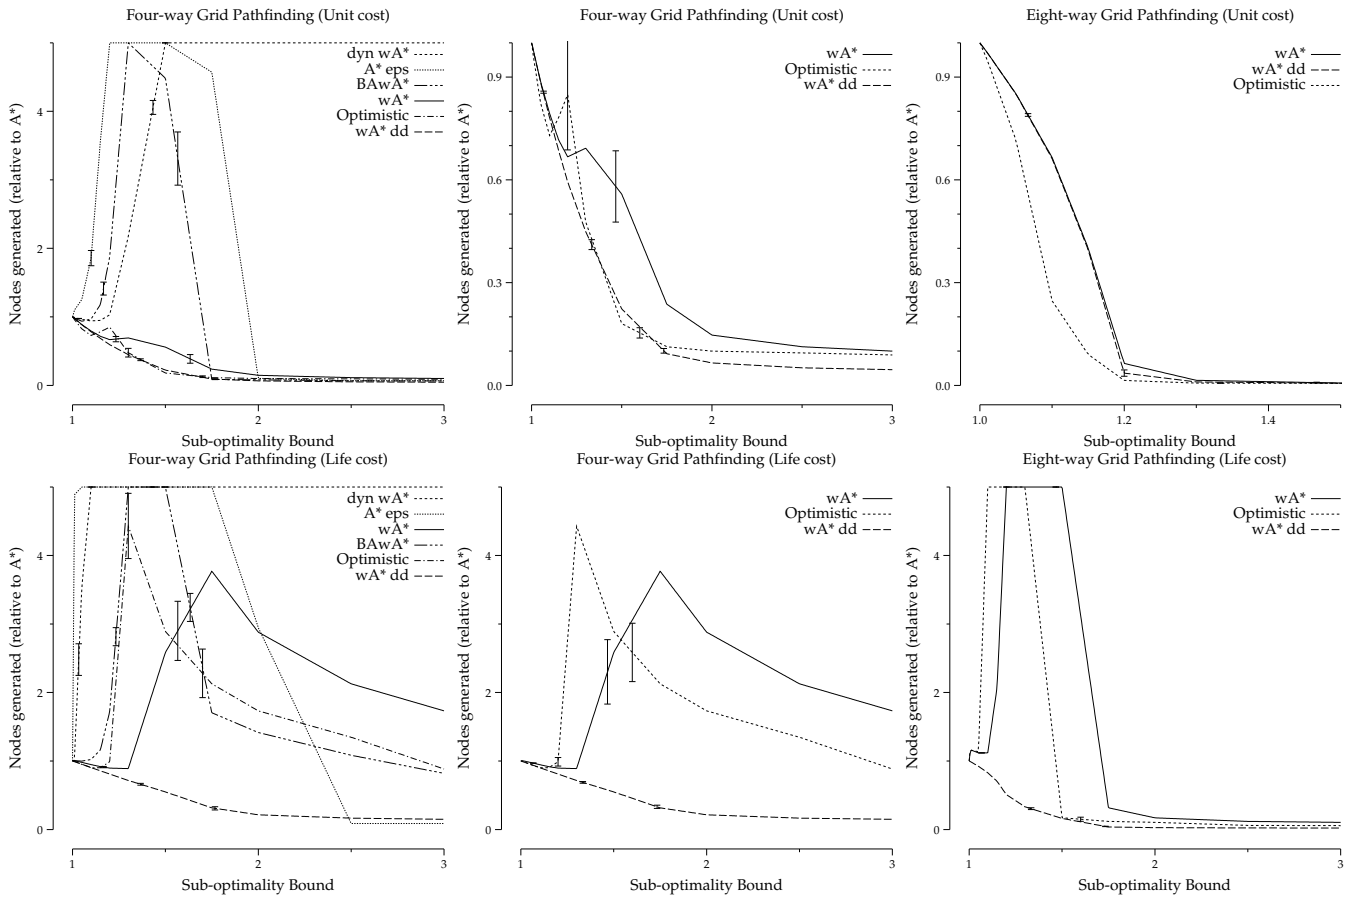 Four-way Grid Pathfinding (Unit cost)
dyn wA*
A* eps
BAwA*
wA*
Optimistic
wA* dd
Nodes generated (relative to A*)
4
2
0
1
2
3
Sub-optimality Bound
Four-way Grid Pathfinding (Unit cost)
wA*
Optimistic
wA* dd
Nodes generated (relative to A*)
0.9
0.6
0.3
0.0
1
2
3
Sub-optimality Bound
Eight-way Grid Pathfinding (Unit cost)
wA*
wA* dd
Optimistic
Nodes generated (relative to A*)
0.9
0.6
0.3
0.0
1.0
1.2
1.4
Sub-optimality Bound
Four-way Grid Pathfinding (Life cost)
dyn wA*
A* eps
wA*
BAwA*
Optimistic
wA* dd
Nodes generated (relative to A*)
4
2
0
1
2
3
Sub-optimality Bound
Four-way Grid Pathfinding (Life cost)
wA*
Optimistic
wA* dd
Nodes generated (relative to A*)
4
2
0
1
2
3
Sub-optimality Bound
Eight-way Grid Pathfinding (Life cost)
wA*
Optimistic
wA* dd
Nodes generated (relative to A*)
4
2
0
1
2
3
Sub-optimality Bound